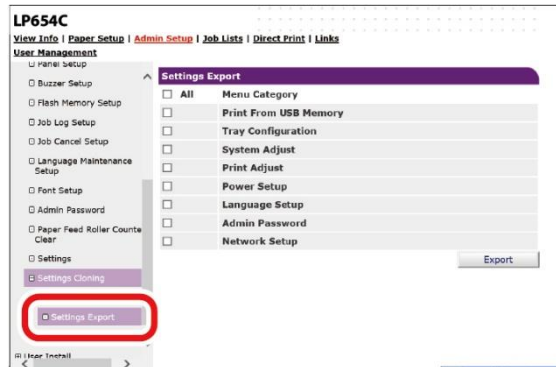 LP654C
View Info | Paper Setup | Admin Setup | Job Lists | Direct Print | Links
User Management
Panel Setup
Buzzer Setup
Flash Memory Setup
Job Log Setup
Job Cancel Setup
Language Maintenance
Setup
Font Setup
Admin Password
Paper Feed Roller Counte
Clear
Settings
Settings Cloning
Settings Export
User Install
Settings Export
All Menu Category
Print From USB Memory
Tray Configuration
System Adjust
Print Adjust
Power Setup
Language Setup
Admin Password
Network Setup
Export